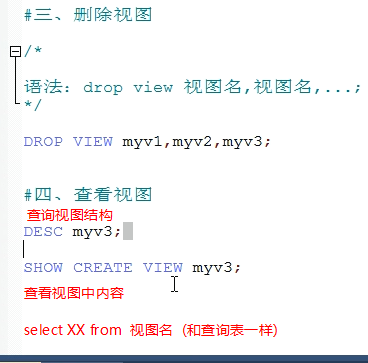 #三、删除视图
/*
语法：drop view 视图名,视图名,...;
*/
DROP VIEW myv1,myv2,myv3;
#四、查看视图
查询视图结构
DESC myv3;
SHOW CREATE VIEW myv3;
查看视图中内容
select XX from 视图名（和查询表一样）